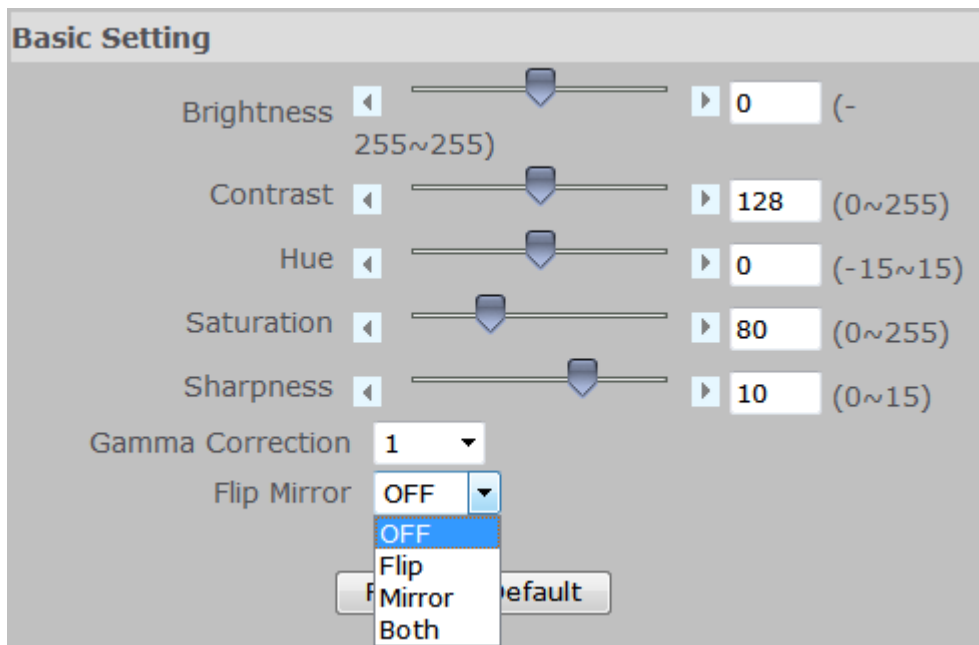 Basic Setting
Brightness 0 (-
255~255)
Contrast 128 (0~255)
Hue 0 (-15~15)
Saturation 80 (0~255)
Sharpness 10 (0~15)
Gamma Correction 1
Flip Mirror OFF
OFF
Flip
Mirror
Both